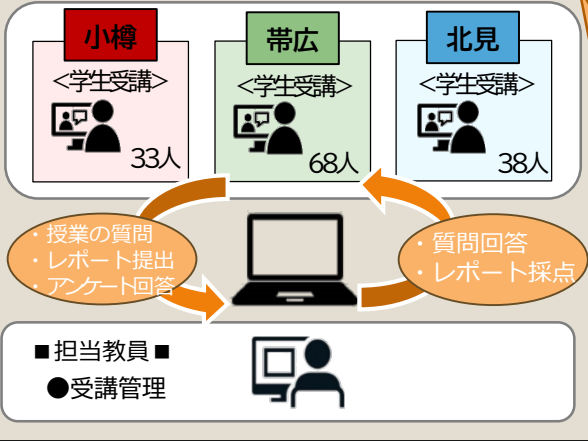 小樽
帯広
北見
<学生受講>
<学生受講>
<学生受講>
33人
68人
38人
・授業の質問
・レポート提出
・アンケート回答
・質問回答
・レポート採点
■担当教員■
●受講管理